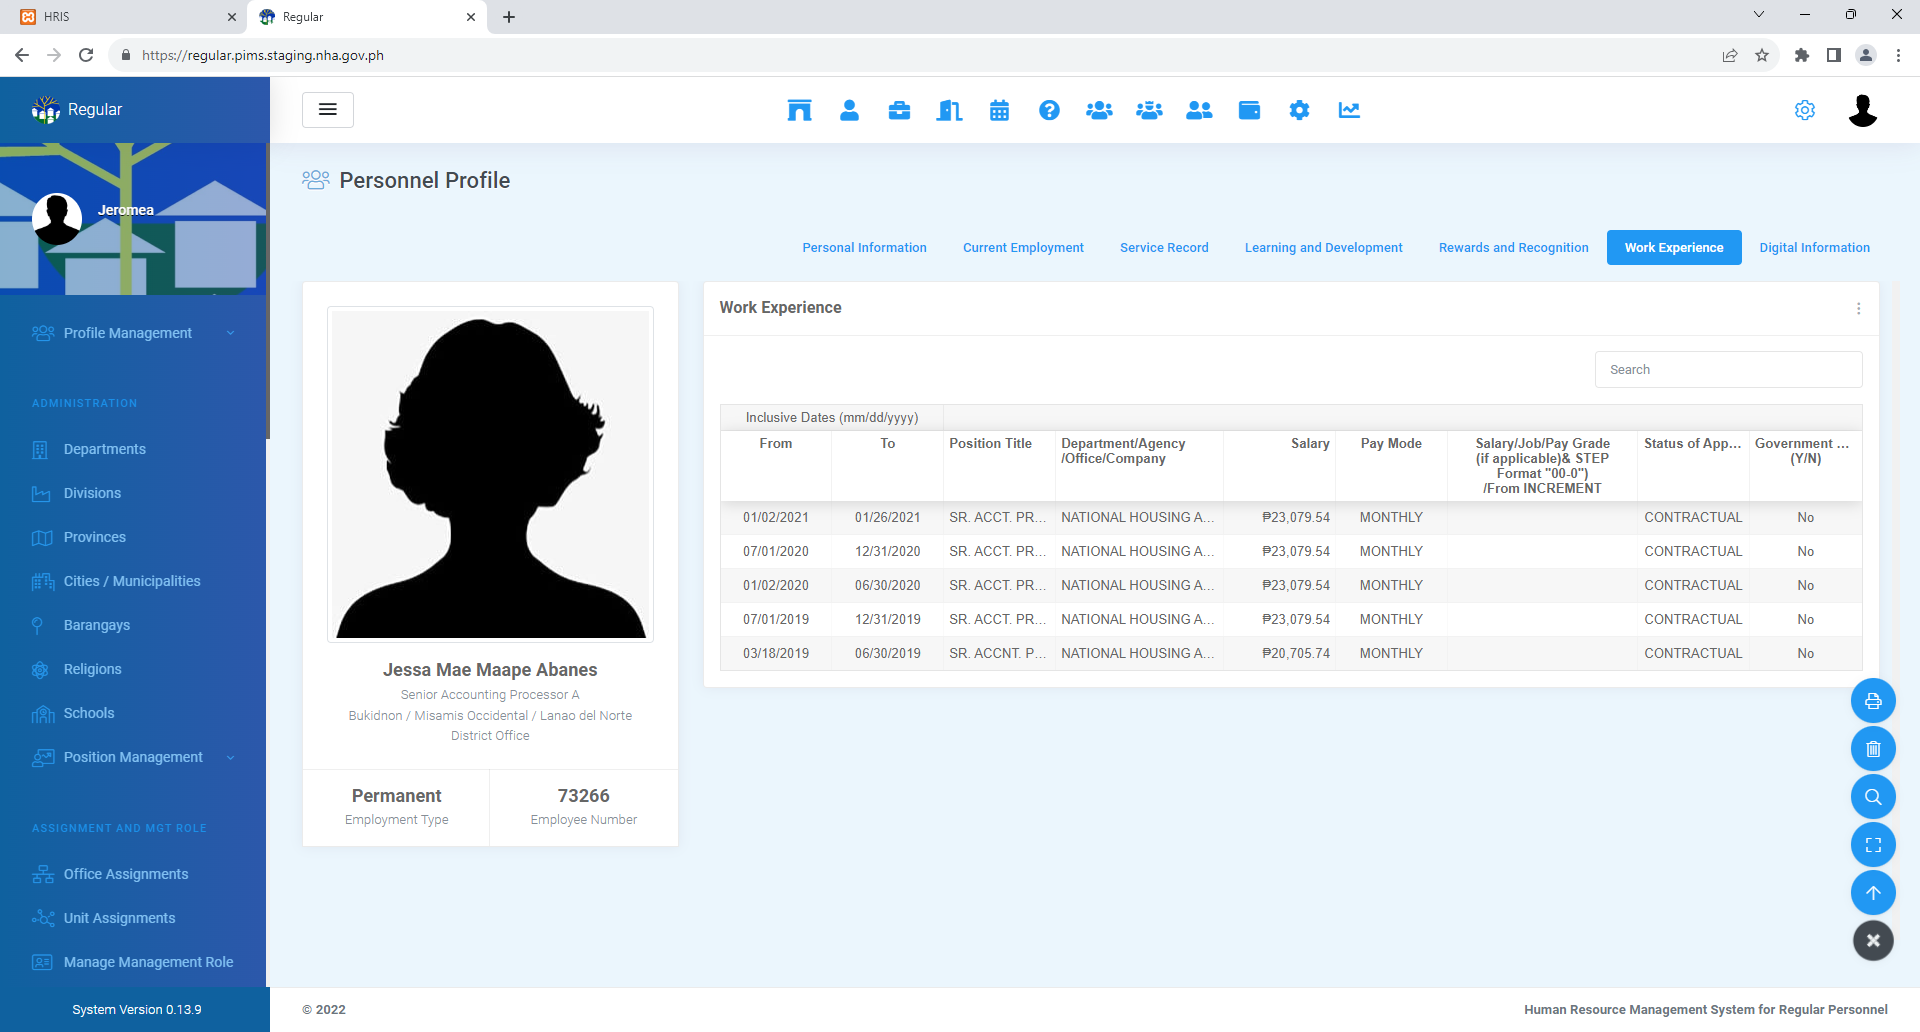 HRIS
Regular
https://regular.pims.staging.nha.gov.ph
Regular
Jeromea
Profile Management
ADMINISTRATION
Departments
Divisions
Provinces
Cities / Municipalities
Barangays
Religions
Schools
Position Management
ASSIGNMENT AND MGT ROLE
Office Assignments
Unit Assignments
Manage Management Role
System Version 0.13.9
Personnel Profile
Personal Information Current Employment Service Record Learning and Development Rewards and Recognition Work Experience Digital Information
Jessa Mae Maape Abanes
Senior Accounting Processor A
Bukidnon / Misamis Occidental / Lanao del Norte
District Office
Permanent
Employment Type
73266
Employee Number
Work Experience
Search
Inclusive Dates (mm/dd/yyyy)
From To Position Title Department/Agency /Office/Company Salary Pay Mode Salary/Job/Pay Grade (if applicable)& STEP Format "00-0") /From INCREMENT Status of App... Government ... (Y/N)
01/02/2021 01/26/2021 SR. ACCT. PR... NATIONAL HOUSING A... ₱23,079.54 MONTHLY CONTRACTUAL No
07/01/2020 12/31/2020 SR. ACCT. PR... NATIONAL HOUSING A... ₱23,079.54 MONTHLY CONTRACTUAL No
01/02/2020 06/30/2020 SR. ACCT. PR... NATIONAL HOUSING A... ₱23,079.54 MONTHLY CONTRACTUAL No
07/01/2019 12/31/2019 SR. ACCT. PR... NATIONAL HOUSING A... ₱23,079.54 MONTHLY CONTRACTUAL No
03/18/2019 06/30/2019 SR. ACCNT. P... NATIONAL HOUSING A... ₱20,705.74 MONTHLY CONTRACTUAL No
© 2022
Human Resource Management System for Regular Personnel